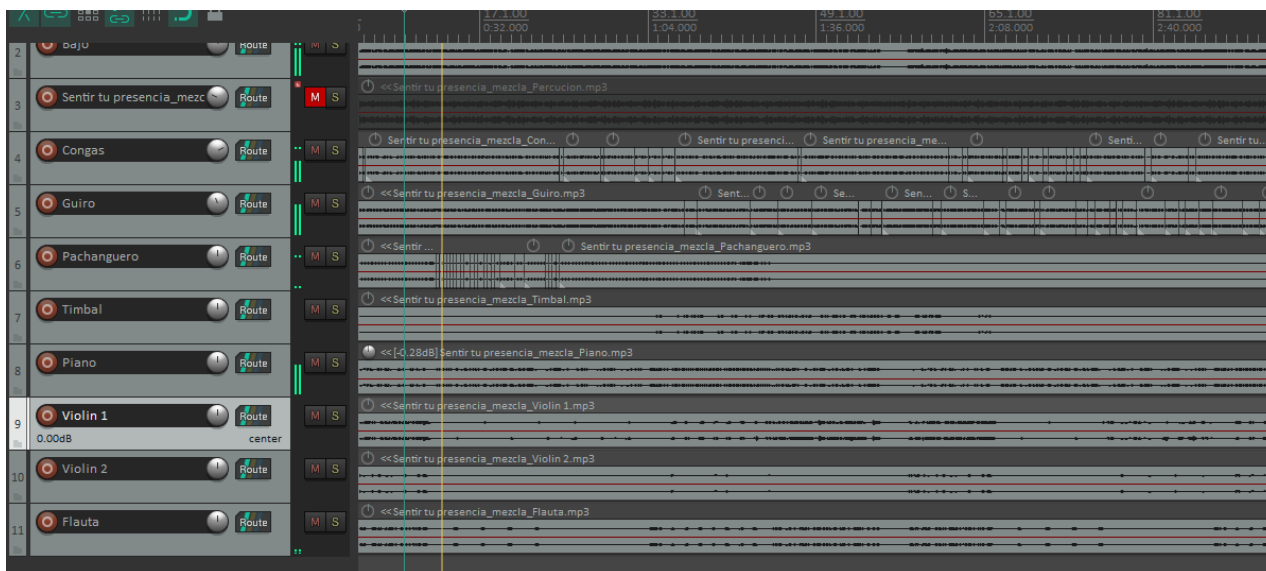 17.1.00 33.1.00 49.1.00 65.1.00 81.1.00
0:32.000 1:04.000 1:36.000 2:08.000 2:40.000
2 Bajo Route M S
<<Sentir tu presencia_mezcla_Percucion.mp3
3 Sentir tu presencia_mezc Route M S
Sentir tu presencia_mezcla_Con... Sentir tu presenci... Sentir tu presencia_me... Senti... Sentir tu..
4 Congas Route M S
<<Sentir tu presencia_mezcla_Guiro.mp3 Sent... Se... Sen... S...
5 Guiro Route M S
<<Sentir ... Sentir tu presencia_mezcla_Pachanguero.mp3
6 Pachanguero Route M S
<<Sentir tu presencia_mezcla_Timbal.mp3
7 Timbal Route M S
<<[-0.28dB] Sentir tu presencia_mezcla_Piano.mp3
8 Piano Route M S
<<Sentir tu presencia_mezcla_Violin 1.mp3
9 Violin 1 Route M S
0.00dB center
<<Sentir tu presencia_mezcla_Violin 2.mp3
10 Violin 2 Route M S
<<Sentir tu presencia_mezcla_Flauta.mp3
11 Flauta Route M S